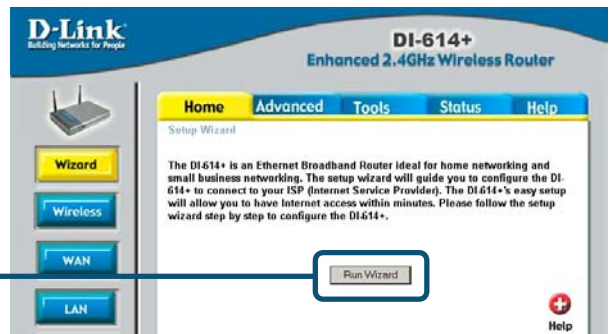 D-Link
Building Networks for People
DI-614+
Enhanced 2.4GHz Wireless Router
Home Advanced Tools Status Help
Setup Wizard
Wizard
Wireless
WAN
LAN
The DI-614+ is an Ethernet Broadband Router ideal for home networking and
small business networking. The setup wizard will guide you to configure the DI-
614+ to connect to your ISP (Internet Service Provider). The DI-614+'s easy setup
will allow you to have Internet access within minutes. Please follow the setup
wizard step by step to configure the DI-614+.
Run Wizard
Help